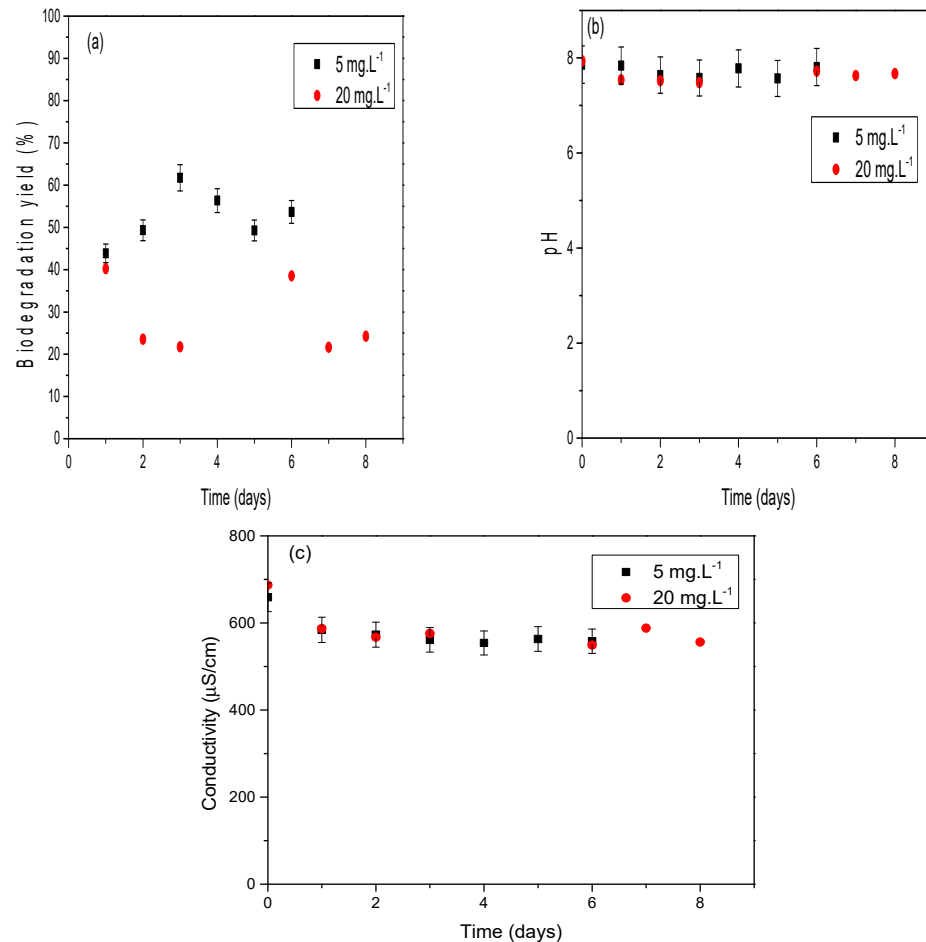 (a)
5 mg.L⁻¹
20 mg.L⁻¹
100
90
80
70
60
50
40
30
20
10
0
Biodegradation yield (%)
0 2 4 6 8
Time (days)
(b)
5 mg.L⁻¹
20 mg.L⁻¹
8
6
4
2
0
pH
0 2 4 6 8
Time (days)
(c)
5 mg.L⁻¹
20 mg.L⁻¹
800
600
400
200
0
Conductivity (µS/cm)
0 2 4 6 8
Time (days)